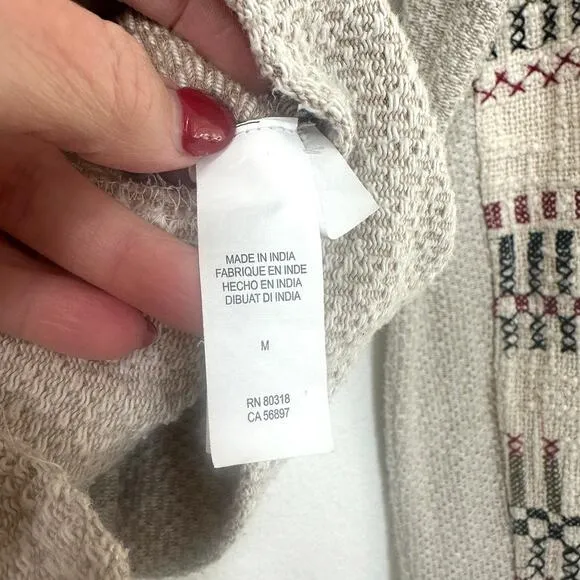 MADE IN INDIA
FABRIQUE EN INDE
HECHO EN INDIA
DIBUAT DI INDIA
M
RN 80318
CA 56897